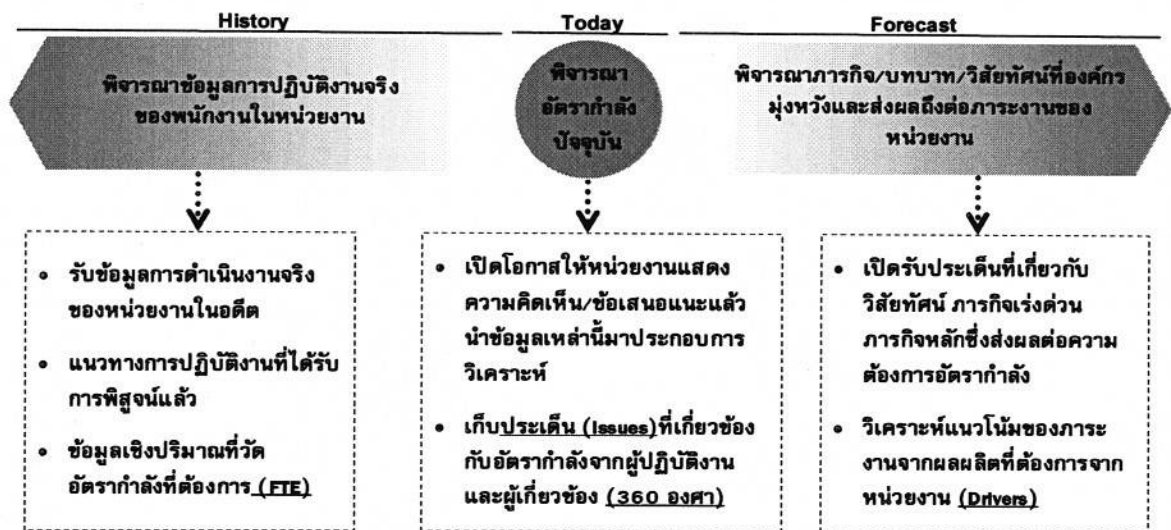 History
Today
Forecast
พิจารณาข้อมูลการปฏิบัติงานจริง
ของพนักงานในหน่วยงาน
พิจารณา
อัตรากำลัง
ปัจจุบัน
พิจารณาภารกิจ/บทบาท/วิสัยทัศน์ที่องค์กร
มุ่งหวังและส่งผลถึงต่อภาระงานของ
หน่วยงาน
• รับข้อมูลการดำเนินงานจริง
ของหน่วยงานในอดีต
• แนวทางการปฏิบัติงานที่ได้รับ
การพิสูจน์แล้ว
• ข้อมูลเชิงปริมาณที่วัด
อัตรากำลังที่ต้องการ (FTE)
• เปิดโอกาสให้หน่วยงานแสดง
ความคิดเห็น/ข้อเสนอแนะแล้ว
นำข้อมูลเหล่านี้มาประกอบการ
วิเคราะห์
• เก็บประเด็น (Issues)ที่เกี่ยวข้อง
กับอัตรากำลังจากผู้ปฏิบัติงาน
และผู้เกี่ยวข้อง (360 องศา)
• เปิดรับประเด็นที่เกี่ยวกับ
วิสัยทัศน์ ภารกิจเร่งด่วน
ภารกิจหลักซึ่งส่งผลต่อความ
ต้องการอัตรากำลัง
• วิเคราะห์แนวโน้มของภาระ
งานจากผลผลิตที่ต้องการจาก
หน่วยงาน (Drivers)